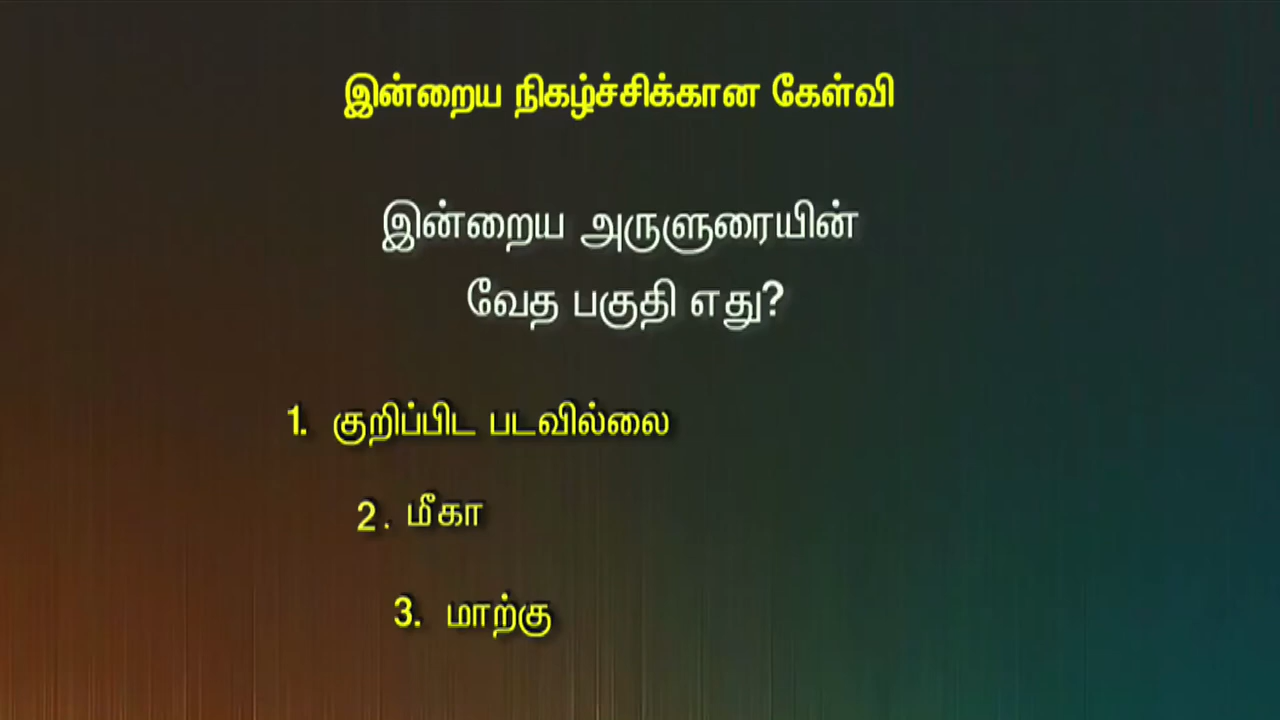 இன்றைய நிகழ்ச்சிக்கான கேள்வி
இன்றைய அருளுரையின்
வேத பகுதி எது?
1. குறிப்பிட படவில்லை
2. மீகா
3. மாற்கு